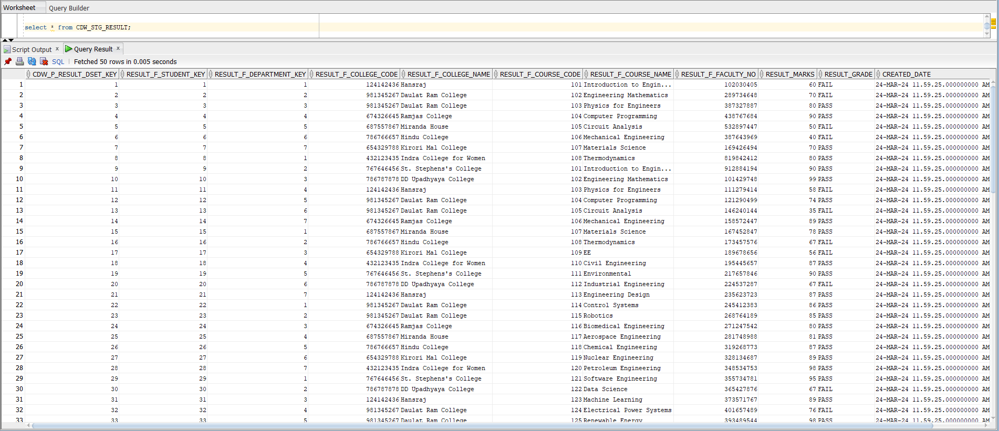 Worksheet Query Builder
select * from CDW_STG_RESULT;
Script Output x Query Result x
SQL | Fetched 50 rows in 0.005 seconds
CDW_P_RESULT_DSET_KEY RESULT_F_STUDENT_KEY RESULT_F_DEPARTMENT_KEY RESULT_F_COLLEGE_CODE RESULT_F_COLLEGE_NAME RESULT_F_COURSE_CODE RESULT_F_COURSE_NAME RESULT_F_FACULTY_NO RESULT_MARKS RESULT_GRADE CREATED_DATE
1 1 1 1 124142436 Hansraj 101 Introduction to Engin... 102030405 60 FAIL 24-MAR-24 11.59.25.000000000 AM
2 2 2 2 981345267 Daulat Ram College 102 Engineering Mathematics 289734648 70 FAIL 24-MAR-24 11.59.25.000000000 AM
3 3 3 3 981345267 Daulat Ram College 103 Physics for Engineers 387327887 80 PASS 24-MAR-24 11.59.25.000000000 AM
4 4 4 4 674326645 Ramjas College 104 Computer Programming 438767684 90 PASS 24-MAR-24 11.59.25.000000000 AM
5 5 5 5 687557867 Miranda House 105 Circuit Analysis 532897447 50 FAIL 24-MAR-24 11.59.25.000000000 AM
6 6 6 6 786766657 Hindu College 106 Mechanical Engineering 387643969 40 FAIL 24-MAR-24 11.59.25.000000000 AM
7 7 7 7 654329788 Kirori Mal College 107 Materials Science 169426494 70 PASS 24-MAR-24 11.59.25.000000000 AM
8 8 8 1 432123435 Indra College for Women 108 Thermodynamics 819842412 80 PASS 24-MAR-24 11.59.25.000000000 AM
9 9 9 2 767646456 St. Stephens's College 101 Introduction to Engin... 912884194 90 PASS 24-MAR-24 11.59.25.000000000 AM
10 10 10 3 786787878 DD Upadhyaya College 102 Engineering Mathematics 101429748 99 PASS 24-MAR-24 11.59.25.000000000 AM
11 11 11 4 124142436 Hansraj 103 Physics for Engineers 111279414 58 FAIL 24-MAR-24 11.59.25.000000000 AM
12 12 12 5 981345267 Daulat Ram College 104 Computer Programming 121290499 74 PASS 24-MAR-24 11.59.25.000000000 AM
13 13 13 6 981345267 Daulat Ram College 105 Circuit Analysis 146240144 35 FAIL 24-MAR-24 11.59.25.000000000 AM
14 14 14 7 674326645 Ramjas College 106 Mechanical Engineering 158572447 89 PASS 24-MAR-24 11.59.25.000000000 AM
15 15 15 1 687557867 Miranda House 107 Materials Science 167452847 78 PASS 24-MAR-24 11.59.25.000000000 AM
16 16 16 2 786766657 Hindu College 108 Thermodynamics 173457576 67 FAIL 24-MAR-24 11.59.25.000000000 AM
17 17 17 3 654329788 Kirori Mal College 109 EE 189678656 56 FAIL 24-MAR-24 11.59.25.000000000 AM
18 18 18 4 432123435 Indra College for Women 110 Civil Engineering 195445657 87 PASS 24-MAR-24 11.59.25.000000000 AM
19 19 19 5 767646456 St. Stephens's College 111 Environmental 217657846 90 PASS 24-MAR-24 11.59.25.000000000 AM
20 20 20 6 786787878 DD Upadhyaya College 112 Industrial Engineering 224537287 67 FAIL 24-MAR-24 11.59.25.000000000 AM
21 21 21 7 124142436 Hansraj 113 Engineering Design 235623723 87 PASS 24-MAR-24 11.59.25.000000000 AM
22 22 22 1 981345267 Daulat Ram College 114 Control Systems 245412383 86 PASS 24-MAR-24 11.59.25.000000000 AM
23 23 23 2 981345267 Daulat Ram College 115 Robotics 268764189 85 PASS 24-MAR-24 11.59.25.000000000 AM
24 24 24 3 674326645 Ramjas College 116 Biomedical Engineering 271247542 80 PASS 24-MAR-24 11.59.25.000000000 AM
25 25 25 4 687557867 Miranda House 117 Aerospace Engineering 281748988 81 PASS 24-MAR-24 11.59.25.000000000 AM
26 26 26 5 786766657 Hindu College 118 Chemical Engineering 319268773 87 PASS 24-MAR-24 11.59.25.000000000 AM
27 27 27 6 654329788 Kirori Mal College 119 Nuclear Engineering 328134687 89 PASS 24-MAR-24 11.59.25.000000000 AM
28 28 28 7 432123435 Indra College for Women 120 Petroleum Engineering 348534753 98 PASS 24-MAR-24 11.59.25.000000000 AM
29 29 29 1 767646456 St. Stephens's College 121 Software Engineering 355734781 95 PASS 24-MAR-24 11.59.25.000000000 AM
30 30 30 2 786787878 DD Upadhyaya College 122 Data Science 365427876 67 FAIL 24-MAR-24 11.59.25.000000000 AM
31 31 31 3 124142436 Hansraj 123 Machine Learning 373571767 89 PASS 24-MAR-24 11.59.25.000000000 AM
32 32 32 4 981345267 Daulat Ram College 124 Electrical Power Systems 401657489 76 FAIL 24-MAR-24 11.59.25.000000000 AM
33 33 33 5 981345267 Daulat Ram College 125 Renewable Energy 393489544 98 PASS 24-MAR-24 11.59.25.000000000 AM